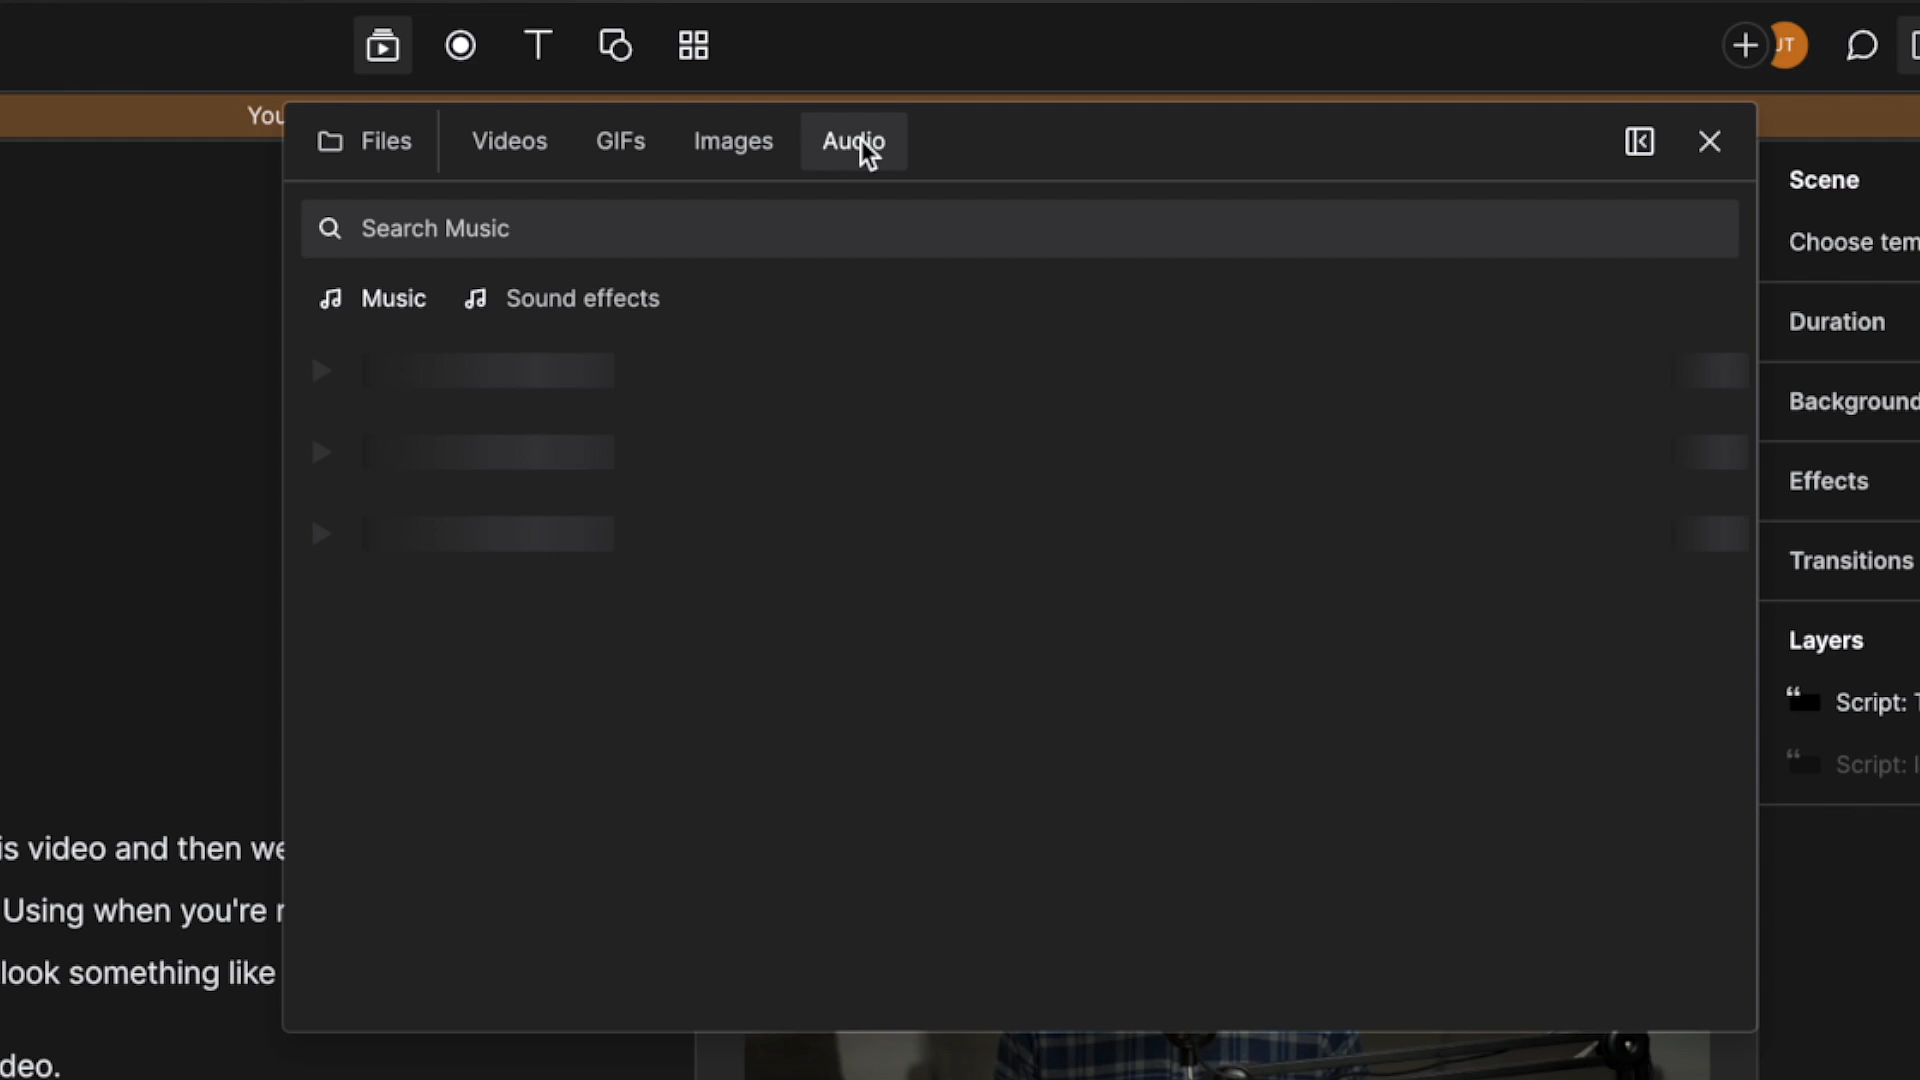 JT
You
Files
Videos
GIFs
Images
Audio
Search Music
Music
Sound effects
Scene
Choose tem
Duration
Background
Effects
Transitions
Layers
Script: T
Script: I
is video and then we
Using when you're r
look something like
deo.